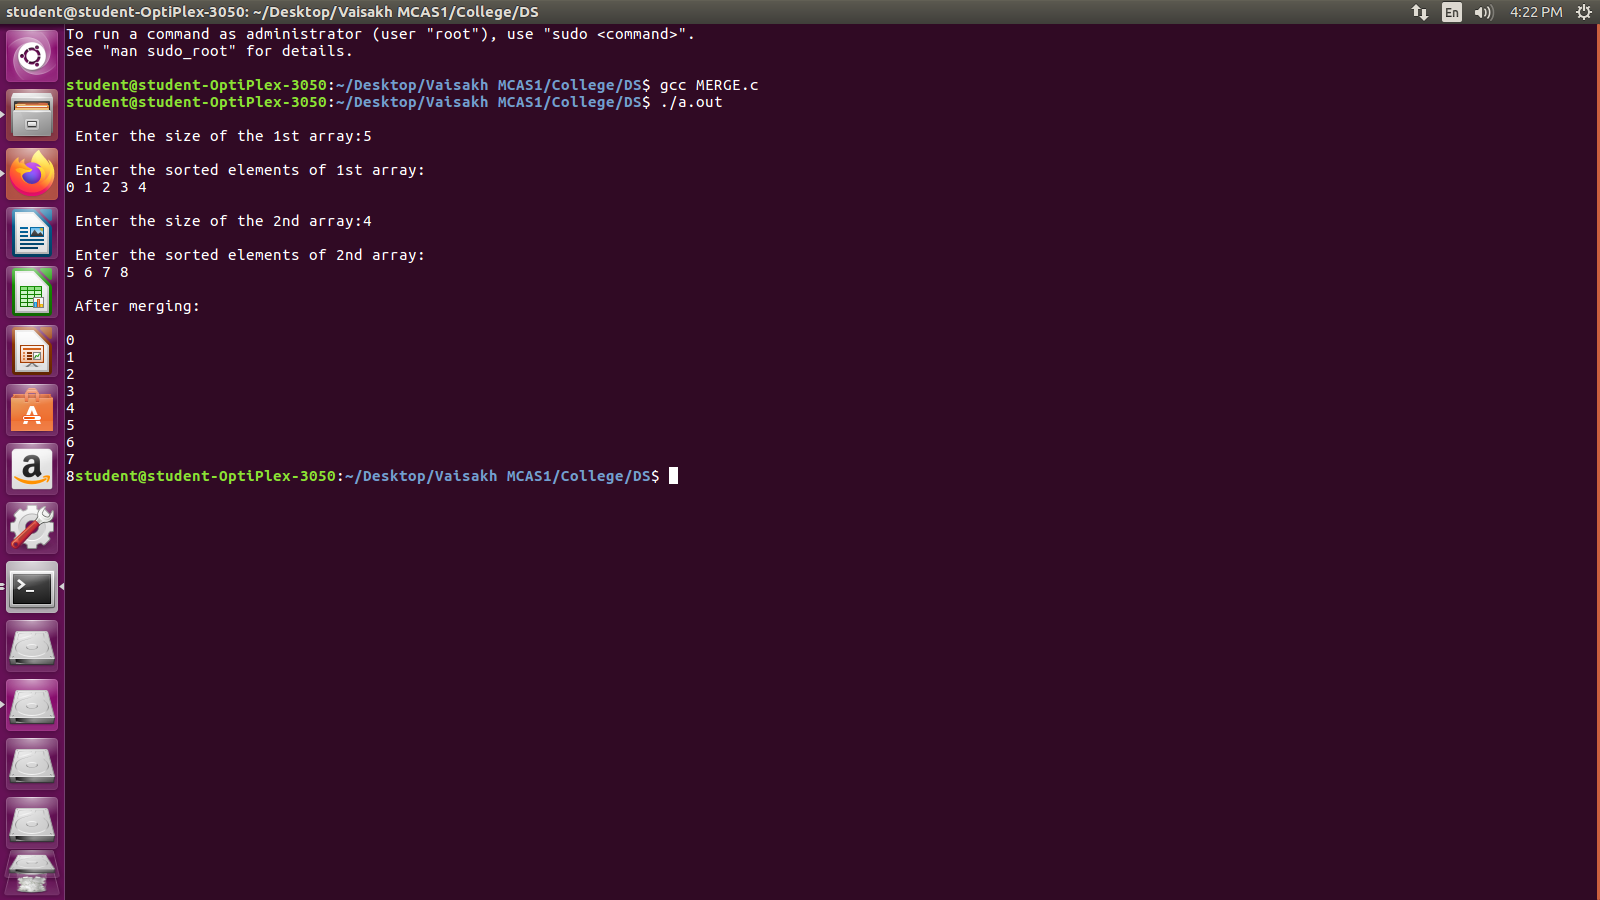 student@student-OptiPlex-3050: ~/Desktop/Vaisakh MCAS1/College/DS
En
4:22 PM
To run a command as administrator (user "root"), use "sudo <command>".
See "man sudo_root" for details.
student@student-OptiPlex-3050:~/Desktop/Vaisakh MCAS1/College/DS$ gcc MERGE.c
student@student-OptiPlex-3050:~/Desktop/Vaisakh MCAS1/College/DS$ ./a.out
Enter the size of the 1st array:5
Enter the sorted elements of 1st array:
0 1 2 3 4
Enter the size of the 2nd array:4
Enter the sorted elements of 2nd array:
5 6 7 8
After merging:
0
1
2
3
4
5
6
7
8student@student-OptiPlex-3050:~/Desktop/Vaisakh MCAS1/College/DS$